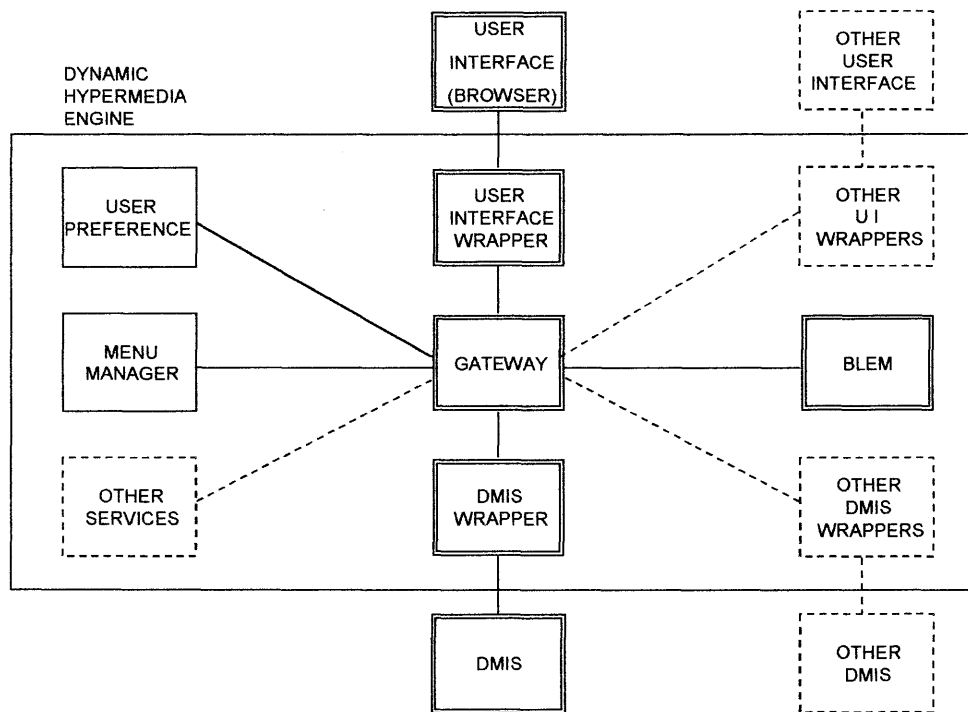 USER
INTERFACE
(BROWSER)
OTHER
USER
INTERFACE
DYNAMIC
HYPERMEDIA
ENGINE
USER
PREFERENCE
USER
INTERFACE
WRAPPER
OTHER
U I
WRAPPERS
MENU
MANAGER
GATEWAY
BLEM
OTHER
SERVICES
DMIS
WRAPPER
OTHER
DMIS
WRAPPERS
DMIS
OTHER
DMIS